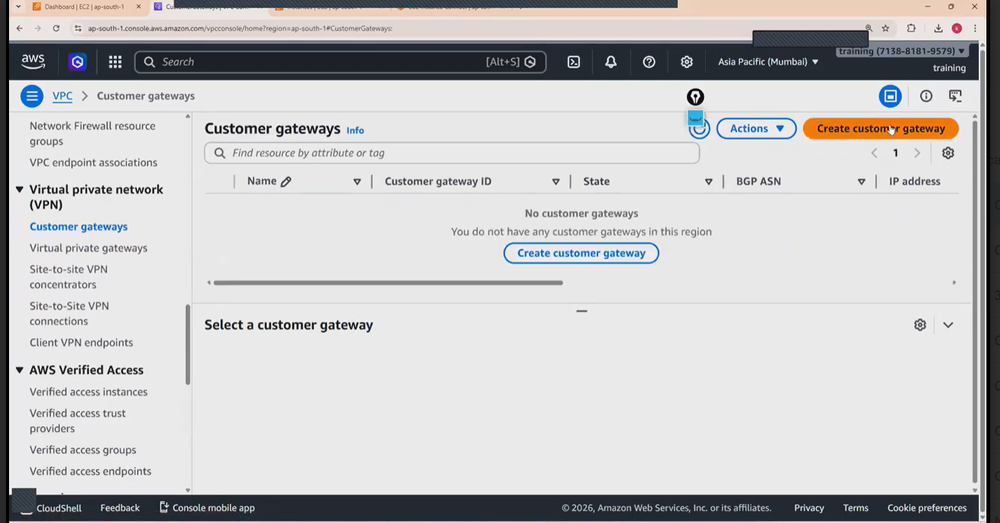 Dashboard | EC2 | ap-south-1
ap-south-1.console.aws.amazon.com/vpcconsole/home?region=ap-south-1#CustomerGateways:
aws
Search
[Alt+S]
Asia Pacific (Mumbai)
training (7138-8181-9579)
training
VPC
Customer gateways
Network Firewall resource
groups
VPC endpoint associations
Virtual private network
(VPN)
Customer gateways
Virtual private gateways
Site-to-site VPN
concentrators
Site-to-Site VPN
connections
Client VPN endpoints
AWS Verified Access
Verified access instances
Verified access trust
providers
Verified access groups
Verified access endpoints
Customer gateways Info
Actions
Create customer gateway
Find resource by attribute or tag
1
Name
Customer gateway ID
State
BGP ASN
IP address
No customer gateways
You do not have any customer gateways in this region
Create customer gateway
Select a customer gateway
CloudShell
Feedback
Console mobile app
© 2026, Amazon Web Services, Inc. or its affiliates.
Privacy
Terms
Cookie preferences